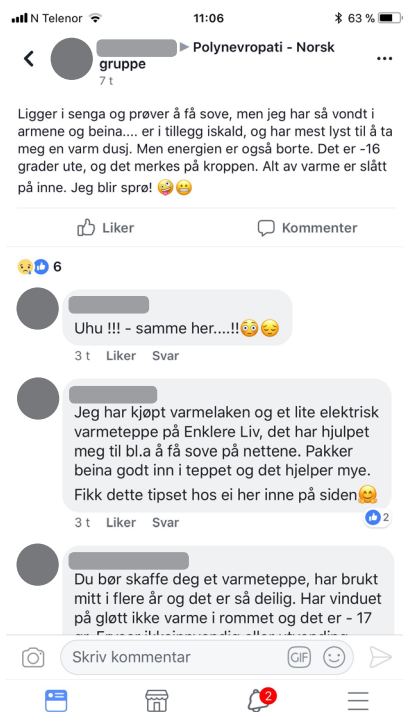 N Telenor 11:06 63 %
Polynevropati - Norsk
gruppe
7 t
Ligger i senga og prøver å få sove, men jeg har så vondt i
armene og beina.... er i tillegg iskald, og har mest lyst til å ta
meg en varm dusj. Men energien er også borte. Det er -16
grader ute, og det merkes på kroppen. Alt av varme er slått
på inne. Jeg blir sprø! 🤪😬
Liker Kommenter
6
Uhu !!! - samme her....!!😳😔
3 t Liker Svar
Jeg har kjøpt varmelaken og et lite elektrisk
varmeteppe på Enklere Liv, det har hjulpet
meg til bl.a å få sove på nettene. Pakker
beina godt inn i teppet og det hjelper mye.
Fikk dette tipset hos ei her inne på siden🤗
2
3 t Liker Svar
Du bør skaffe deg et varmeteppe, har brukt
mitt i flere år og det er så deilig. Har vinduet
på gløtt ikke varme i rommet og det er - 17
Skriv kommentar GIF
2